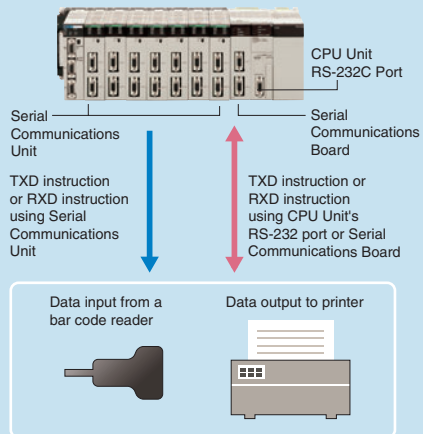 CPU Unit
RS-232C Port
Serial
Communications
Unit
Serial
Communications
Board
TXD instruction
or RXD instruction
using Serial
Communications
Unit
TXD instruction or
RXD instruction
using CPU Unit's
RS-232 port or Serial
Communications Board
Data input from a
bar code reader
Data output to printer